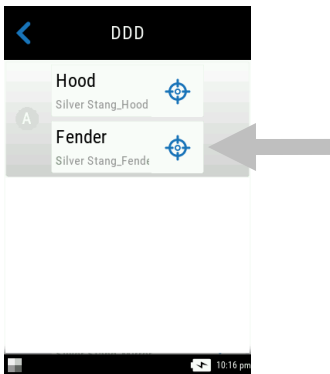 DDD
Hood
A
Silver Stang_Hood
Fender
Silver Stang_Fende
10:16 pm